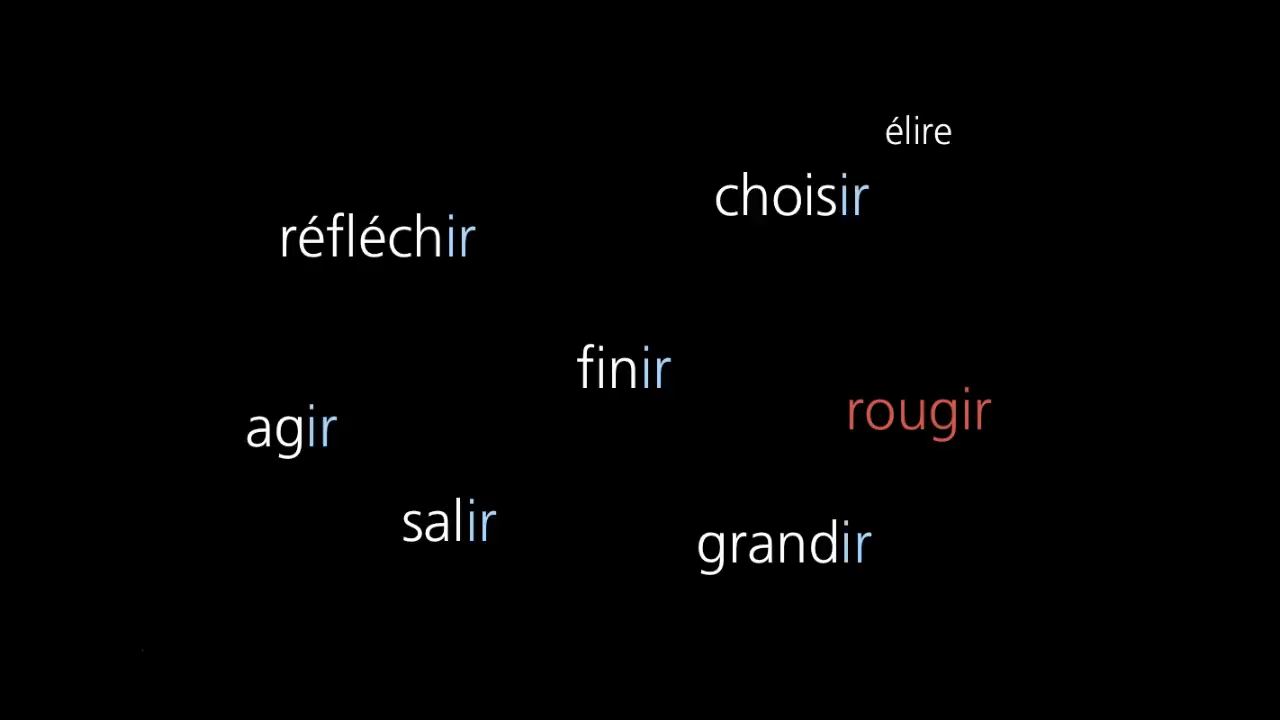 élire
choisir
réfléchir
finir
rougir
agir
salir
grandir